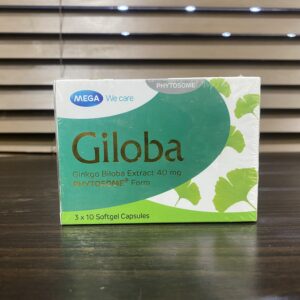 MEGA We care
PHYTOSOME®
Giloba
Ginkgo Biloba Extract 40 mg
PHYTOSOME® Form
3 x 10 Softgel Capsules